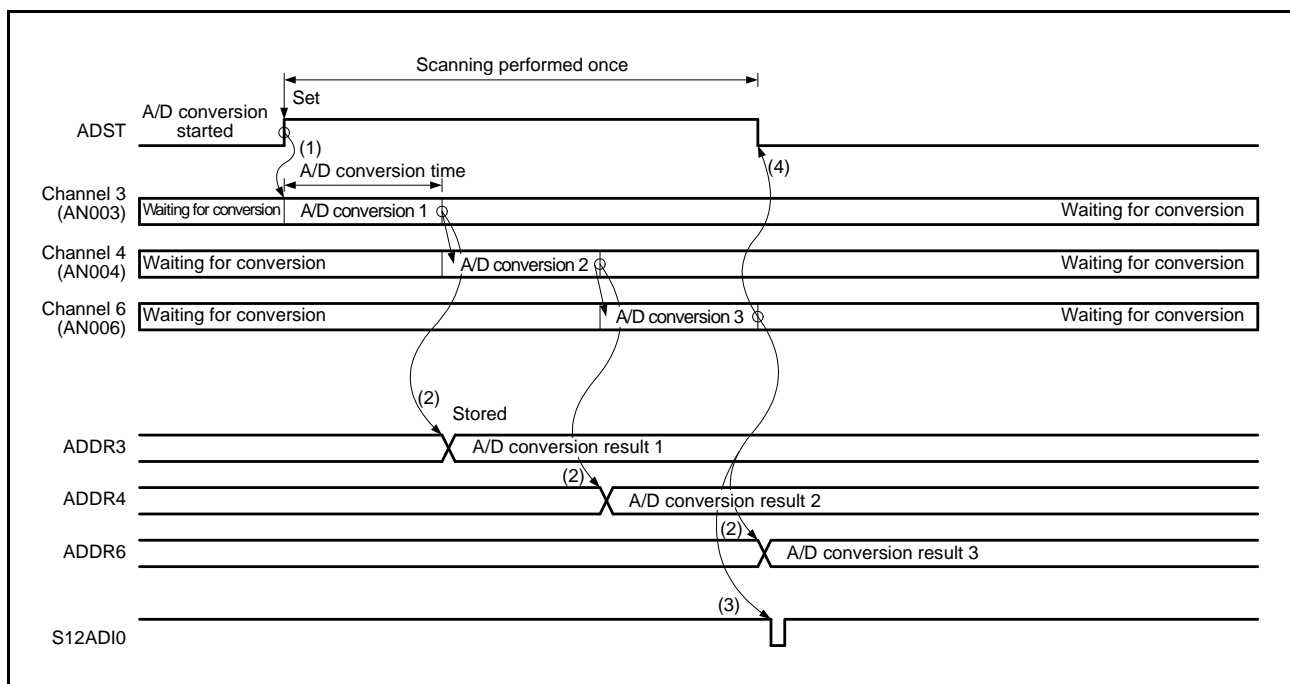 Scanning performed once
Set
A/D conversion
started
ADST
(1)
(4)
A/D conversion time
Channel 3
(AN003)
Waiting for conversion
A/D conversion 1
Waiting for conversion
Channel 4
(AN004)
Waiting for conversion
A/D conversion 2
Waiting for conversion
Channel 6
(AN006)
Waiting for conversion
A/D conversion 3
Waiting for conversion
(2)
Stored
ADDR3
A/D conversion result 1
(2)
ADDR4
A/D conversion result 2
(2)
ADDR6
A/D conversion result 3
(3)
S12ADI0